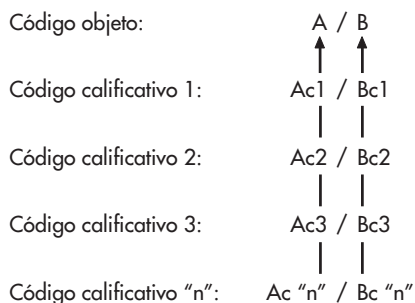 Código objeto: A / B
Código calificativo 1: Ac1 / Bc1
Código calificativo 2: Ac2 / Bc2
Código calificativo 3: Ac3 / Bc3
Código calificativo “n”: Ac “n” / Bc “n”